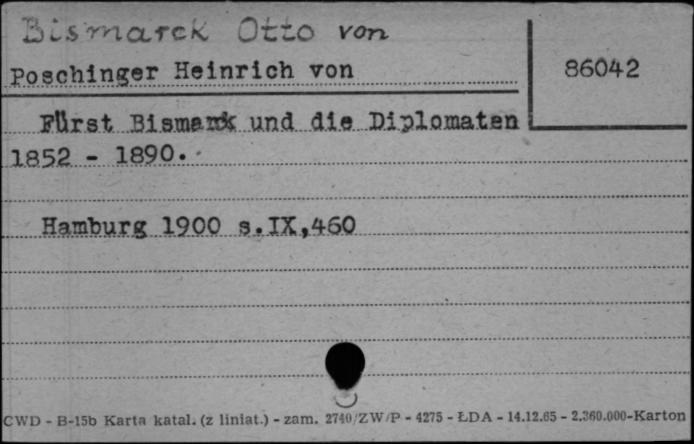 Bismarck Otto von
Poschinger Heinrich von
86042
Fürst Bismark und die Diplomaten
1852 - 1890.
Hamburg 1900 s.IX,460
CWD - B-15b Karta katal. (z liniat.) - zam. 2740/ZW/P - 4275 - ŁDA - 14.12.65 - 2.360.000-Karton